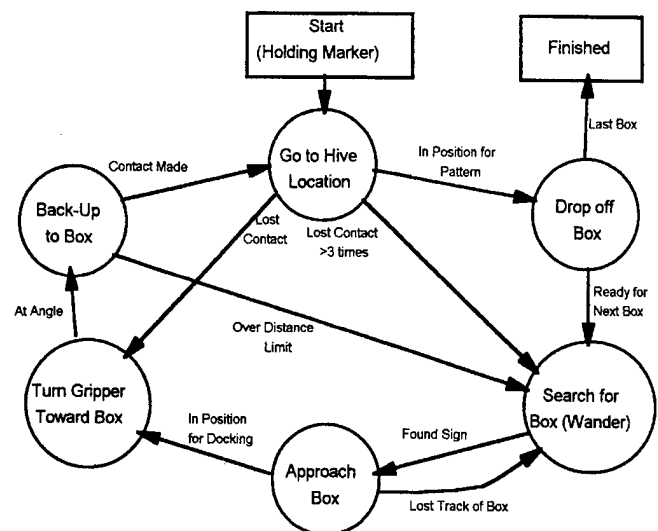 Start
(Holding Marker)
Finished
Last Box
Contact Made
Go to Hive
Location
In Position for
Pattern
Back-Up
to Box
Lost
Contact
Lost Contact
>3 times
Drop off
Box
At Angle
Ready for
Next Box
Over Distance
Limit
Turn Gripper
Toward Box
In Position
for Docking
Found Sign
Search for
Box (Wander)
Approach
Box
Lost Track of Box